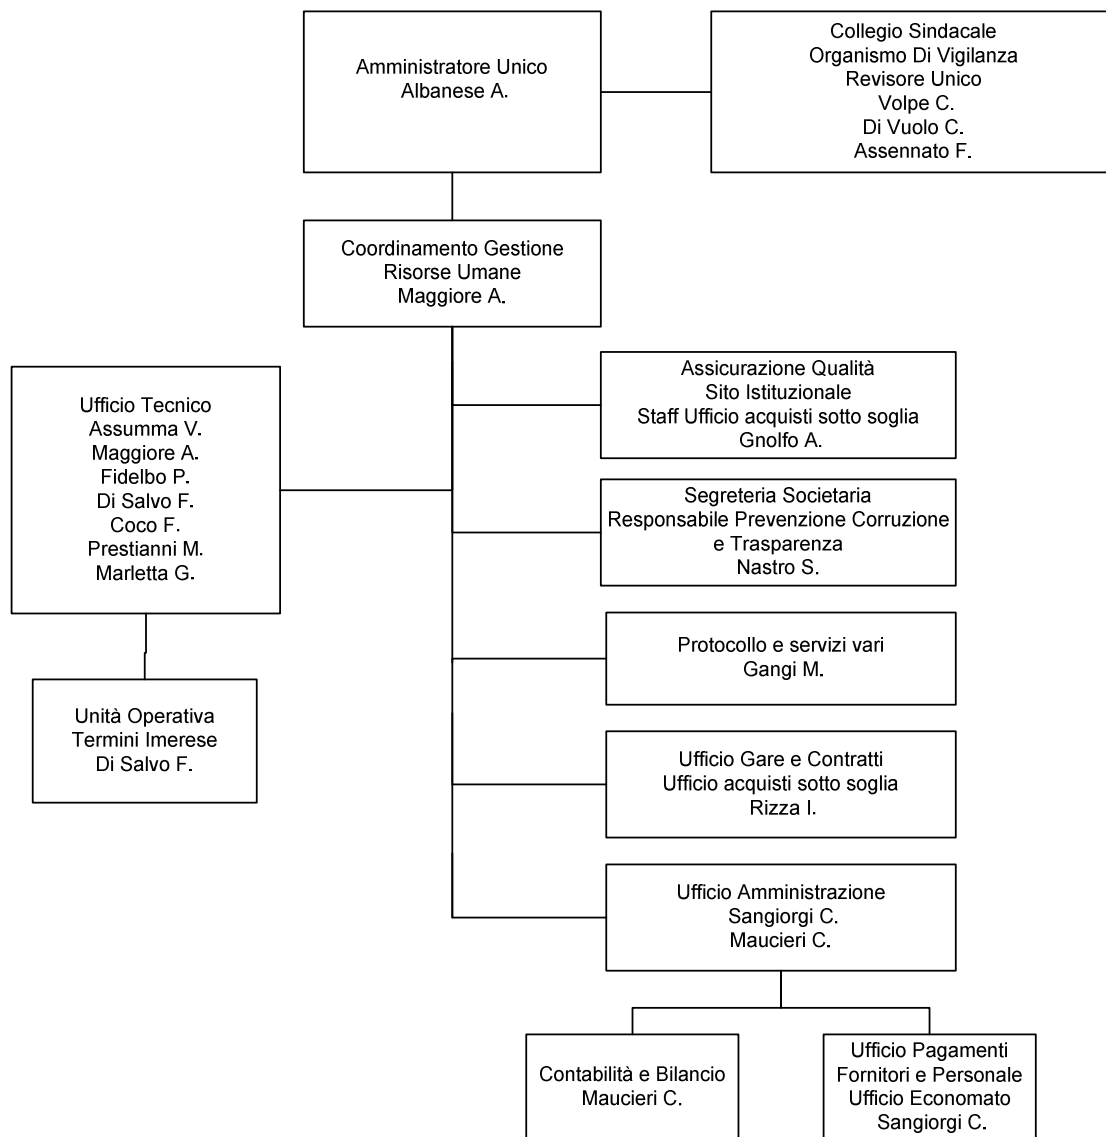 Amministratore Unico
Albanese A.
Collegio Sindacale
Organismo Di Vigilanza
Revisore Unico
Volpe C.
Di Vuolo C.
Assennato F.
Coordinamento Gestione
Risorse Umane
Maggiore A.
Ufficio Tecnico
Assumma V.
Maggiore A.
Fidelbo P.
Di Salvo F.
Coco F.
Prestianni M.
Marletta G.
Unità Operativa
Termini Imerese
Di Salvo F.
Assicurazione Qualità
Sito Istituzionale
Staff Ufficio acquisti sotto soglia
Gnolfo A.
Segreteria Societaria
Responsabile Prevenzione Corruzione
e Trasparenza
Nastro S.
Protocollo e servizi vari
Gangi M.
Ufficio Gare e Contratti
Ufficio acquisti sotto soglia
Rizza I.
Ufficio Amministrazione
Sangiorgi C.
Maucieri C.
Contabilità e Bilancio
Maucieri C.
Ufficio Pagamenti
Fornitori e Personale
Ufficio Economato
Sangiorgi C.